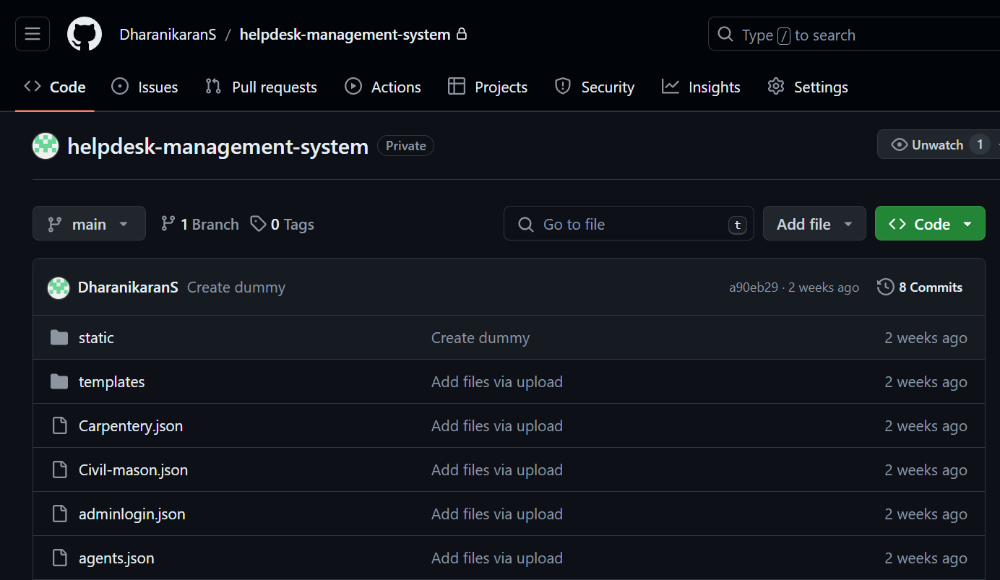 DharanikaranS / helpdesk-management-system
Type / to search
Code Issues Pull requests Actions Projects Security Insights Settings
helpdesk-management-system Private
Unwatch 1
main 1 Branch 0 Tags
Go to file t
Add file
Code
DharanikaranS Create dummy a90eb29 · 2 weeks ago 8 Commits
static Create dummy 2 weeks ago
templates Add files via upload 2 weeks ago
Carpentery.json Add files via upload 2 weeks ago
Civil-mason.json Add files via upload 2 weeks ago
adminlogin.json Add files via upload 2 weeks ago
agents.json Add files via upload 2 weeks ago